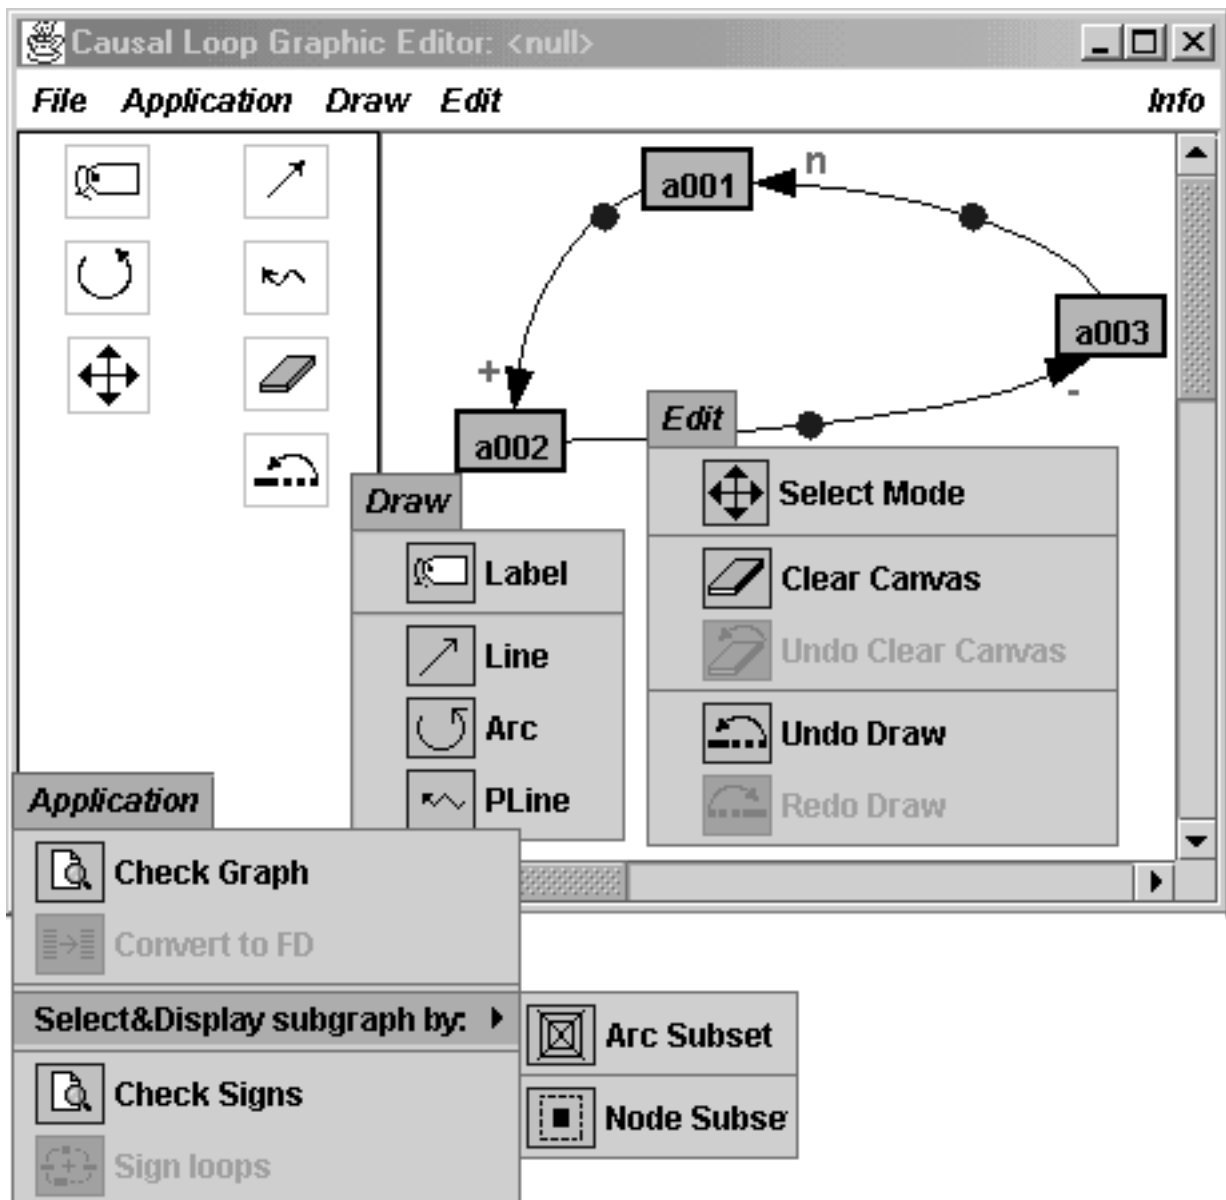 Causal Loop Graphic Editor: <null>
File Application Draw Edit Info
a001
n
a003
+
-
a002
Edit
Select Mode
Clear Canvas
Undo Clear Canvas
Undo Draw
Redo Draw
Draw
Label
Line
Arc
PLine
Application
Check Graph
Convert to FD
Select&Display subgraph by:
Arc Subset
Node Subse
Check Signs
Sign loops